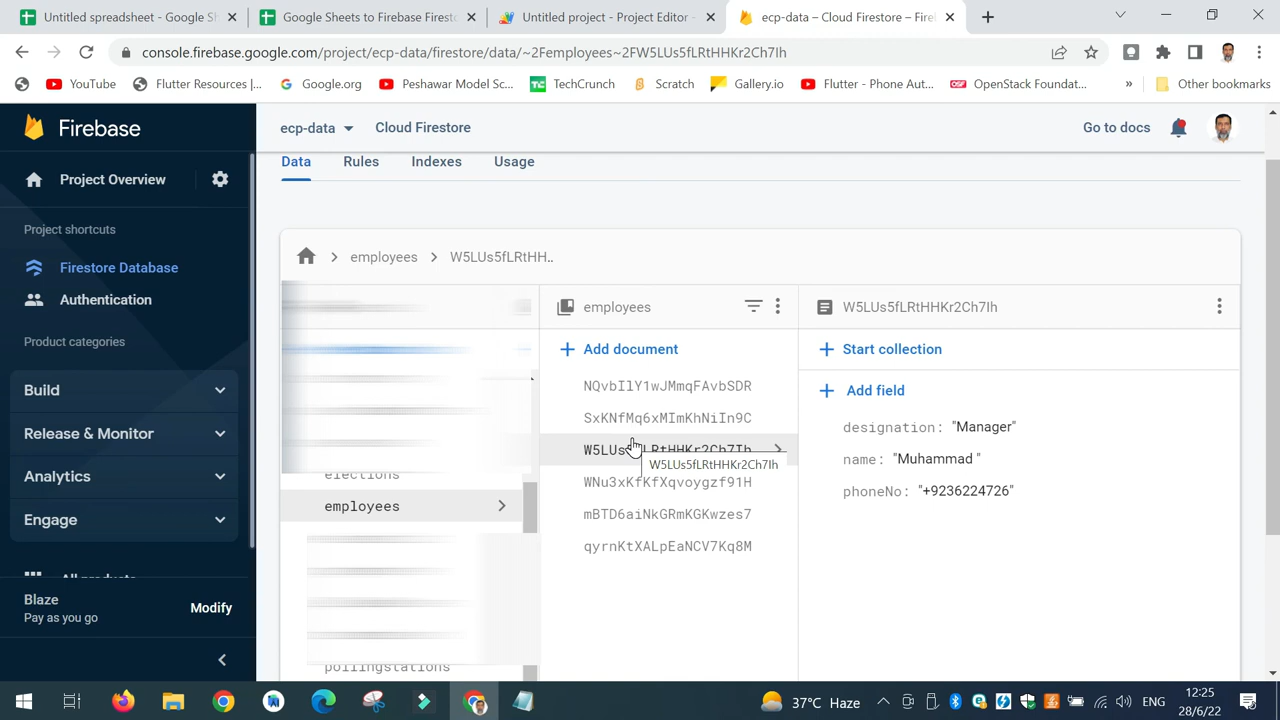 Untitled spreadsheet - Google Sh
Google Sheets to Firebase Firest
Untitled project - Project Editor -
ecp-data – Cloud Firestore – Fire
console.firebase.google.com/project/ecp-data/firestore/data/~2Femployees~2FW5LUs5fLRtHHKr2Ch7Ih
YouTube
Flutter Resources |...
Google.org
Peshawar Model Sc...
TechCrunch
Scratch
Gallery.io
Flutter - Phone Aut...
OpenStack Foundat...
»
Other bookmarks
Firebase
ecp-data
Cloud Firestore
Go to docs
Project Overview
Data
Rules
Indexes
Usage
Project shortcuts
Firestore Database
Authentication
Product categories
Build
Release & Monitor
Analytics
Engage
All products
Blaze
Pay as you go
Modify
employees
W5LUs5fLRtHH..
elections
employees
pollingstations
employees
Add document
NQvbIlY1wJMmqFAvbSDR
SxKNfMq6xMImKhNiIn9C
W5LUs5fLRtHHKr2Ch7Ih
W5LUs5fLRtHHKr2Ch7Ih
WNu3xKfKfXqvoygzf91H
mBTD6aiNkGRmKGKwzes7
qyrnKtXALpEaNCV7Kq8M
W5LUs5fLRtHHKr2Ch7Ih
Start collection
Add field
designation: "Manager"
name: "Muhammad "
phoneNo: "+9236224726"
37°C Haze
ENG
12:25
28/6/22